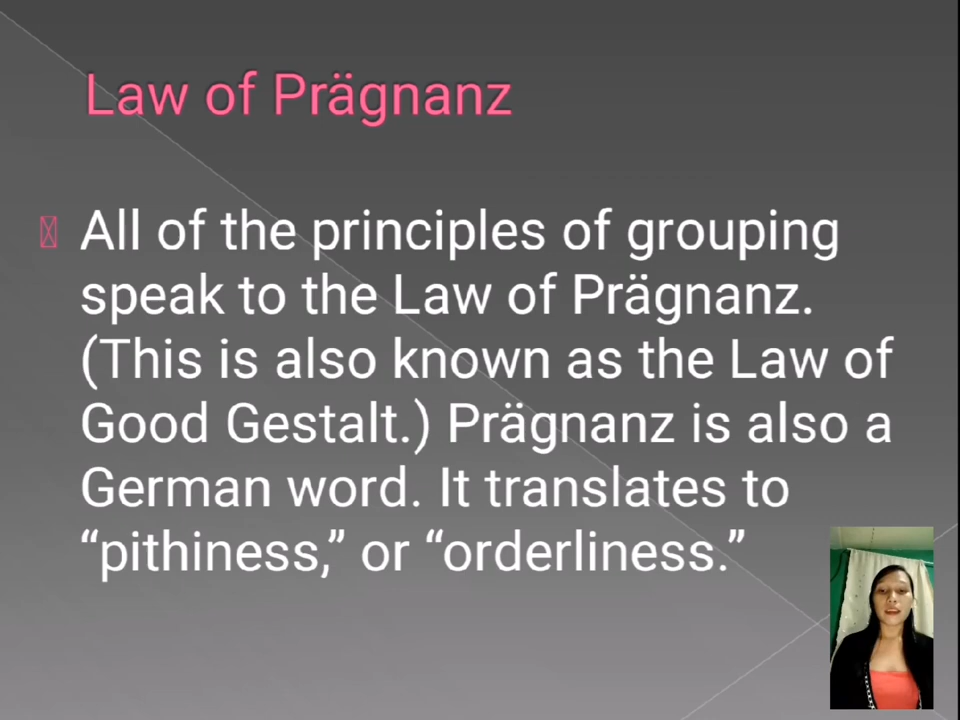 Law of Prägnanz
All of the principles of grouping
speak to the Law of Prägnanz.
(This is also known as the Law of
Good Gestalt.) Prägnanz is also a
German word. It translates to
“pithiness,” or “orderliness.”